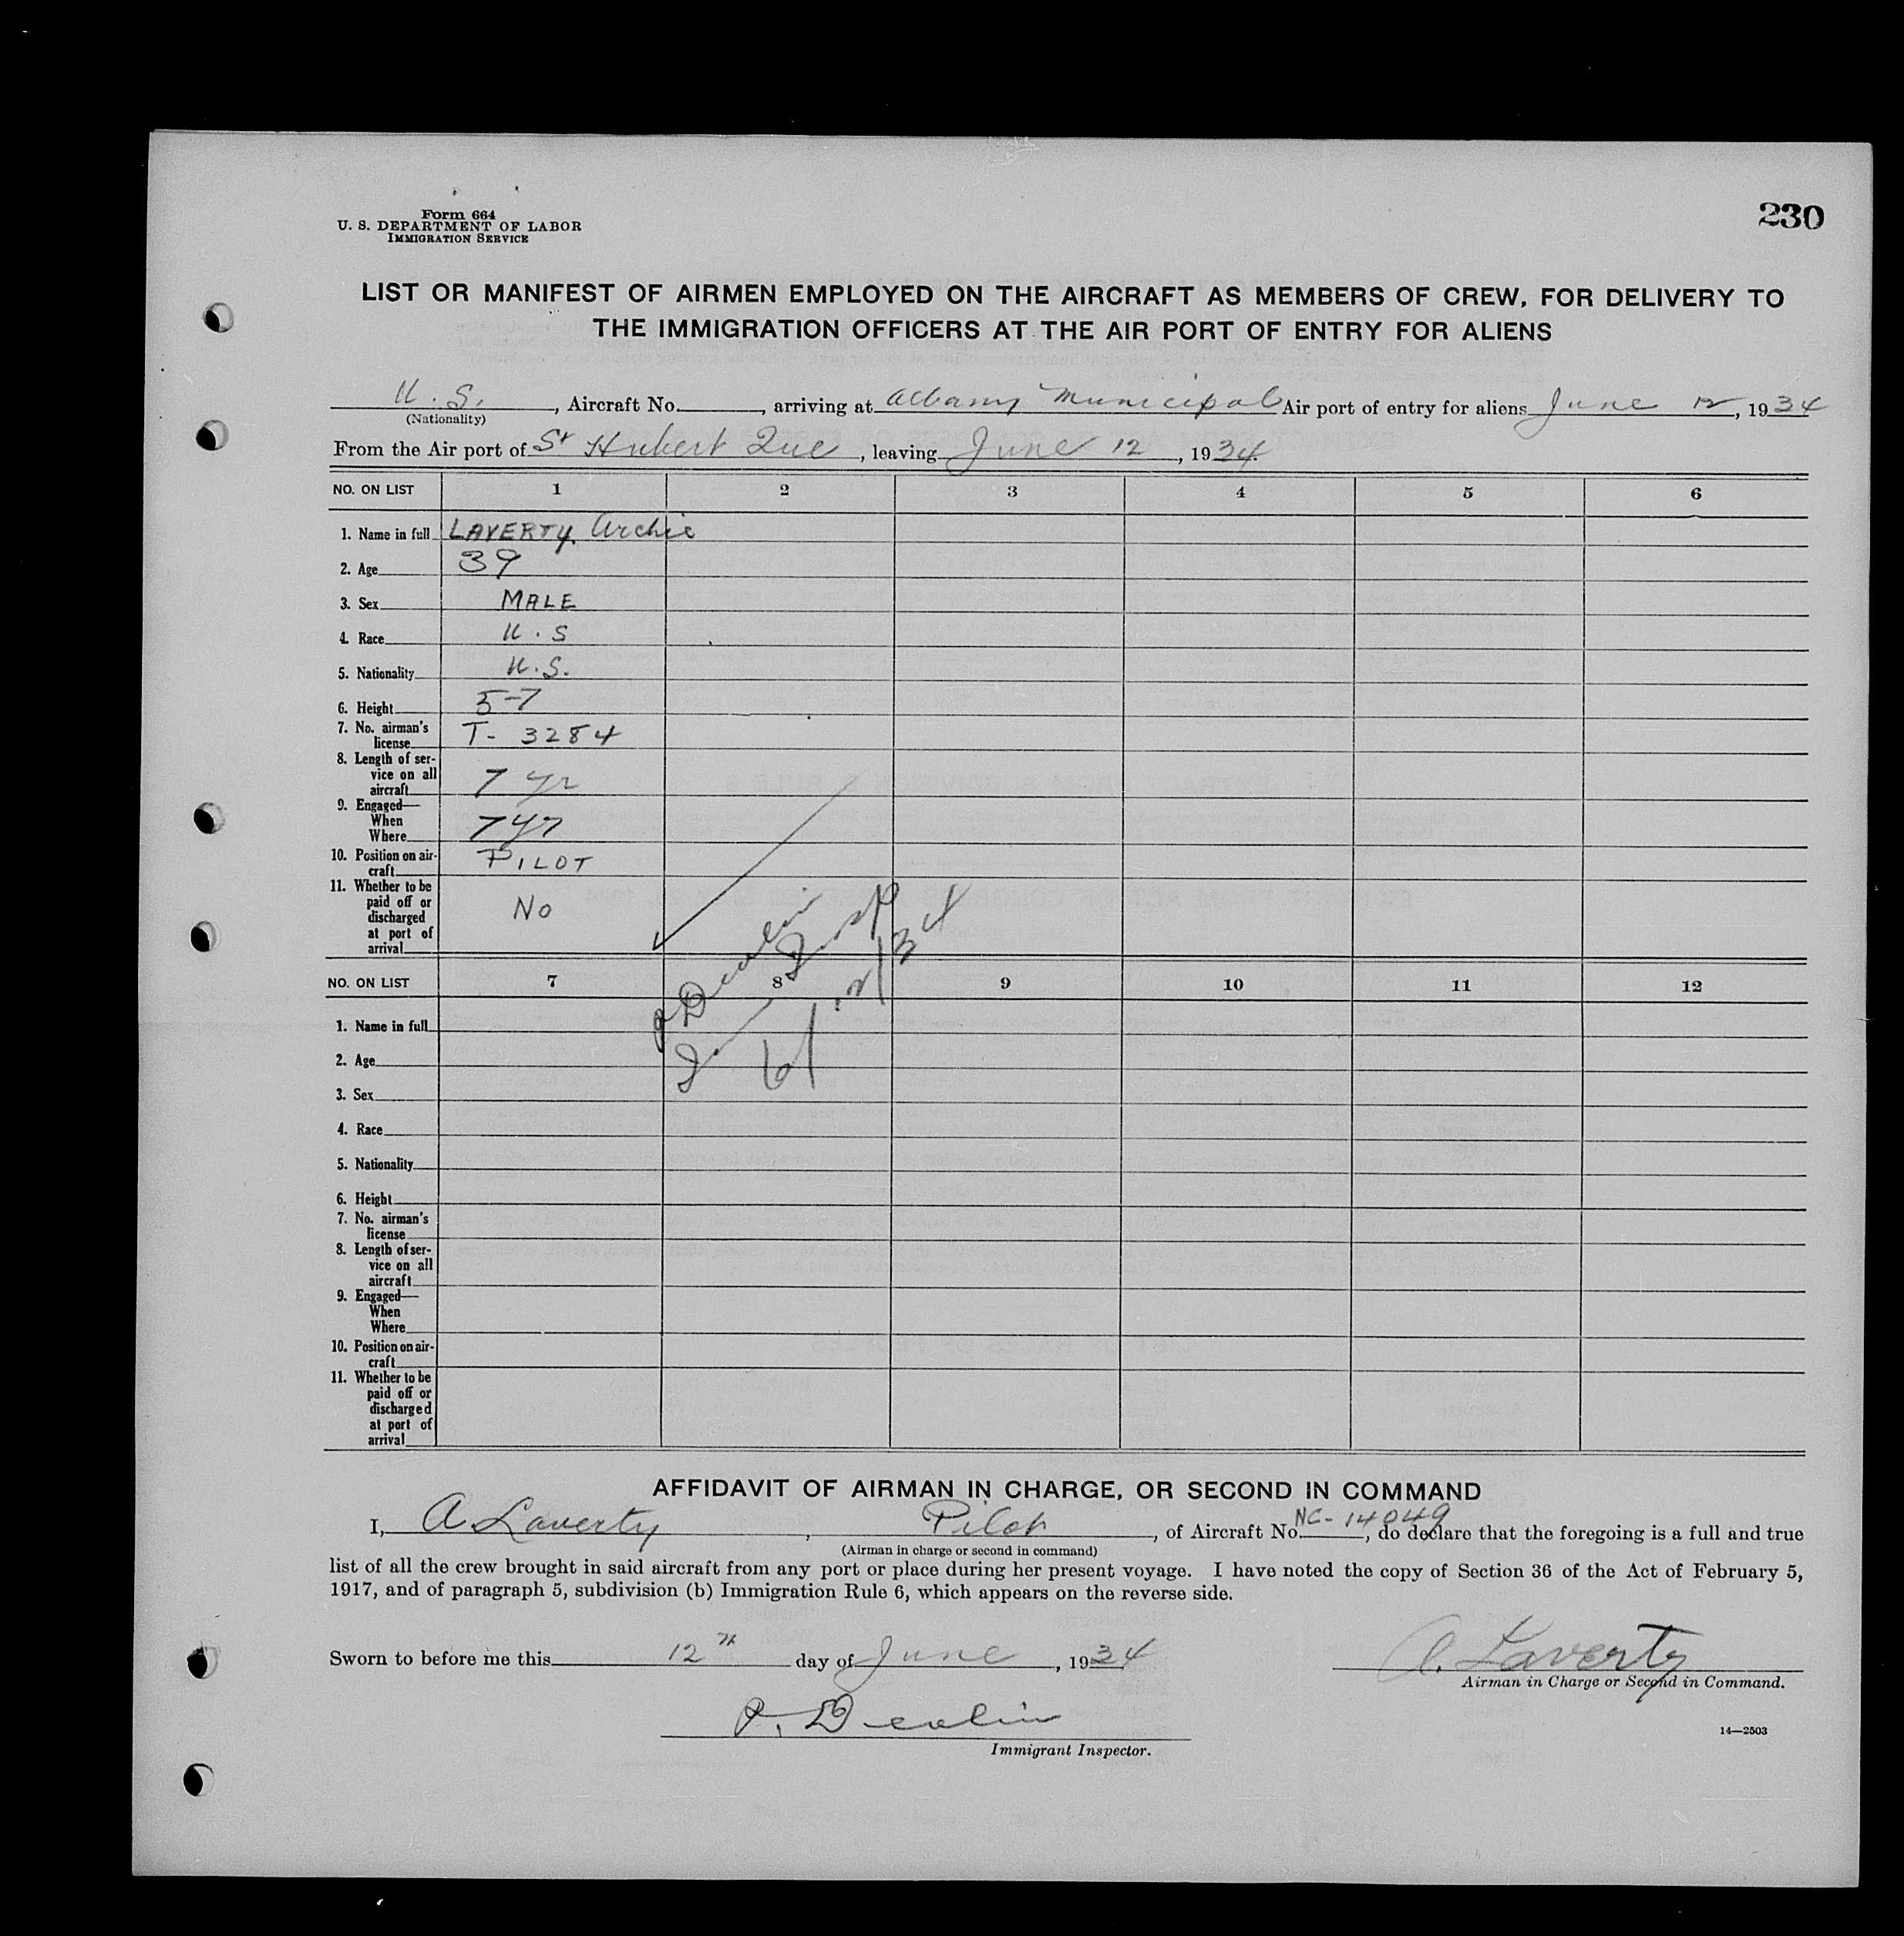 Form 664
U. S. DEPARTMENT OF LABOR
IMMIGRATION SERVICE
230
LIST OR MANIFEST OF AIRMEN EMPLOYED ON THE AIRCRAFT AS MEMBERS OF CREW, FOR DELIVERY TO
THE IMMIGRATION OFFICERS AT THE AIR PORT OF ENTRY FOR ALIENS
U. S. , Aircraft No. , arriving at Albany Municipal Air port of entry for aliens June 12, 1934
(Nationality)
From the Air port of St Hubert Que , leaving June 12 , 1934.
NO. ON LIST 1 2 3 4 5 6
1. Name in full LAVERTY. Archie
2. Age 39
3. Sex MALE
4. Race U. S
5. Nationality U.S.
6. Height 5-7
7. No. airman's
license T- 3284
8. Length of ser-
vice on all
aircraft 7 yr
9. Engaged—
When
Where 7 yr
10. Position on air-
craft PILOT
11. Whether to be
paid off or
discharged
at port of
arrival No
6/12/34
NO. ON LIST 7 8 9 10 11 12
1. Name in full
2. Age
3. Sex
4. Race
5. Nationality
6. Height
7. No. airman's
license
8. Length of ser-
vice on all
aircraft
9. Engaged—
When
Where
10. Position on air-
craft
11. Whether to be
paid off or
discharged
at port of
arrival
AFFIDAVIT OF AIRMAN IN CHARGE, OR SECOND IN COMMAND
I, A Laverty , Pilot , of Aircraft No. NC-14049, do declare that the foregoing is a full and true
(Airman in charge or second in command)
list of all the crew brought in said aircraft from any port or place during her present voyage. I have noted the copy of Section 36 of the Act of February 5,
1917, and of paragraph 5, subdivision (b) Immigration Rule 6, which appears on the reverse side.
Sworn to before me this 12th day of June , 1934
A. Laverty
Airman in Charge or Second in Command.
Immigrant Inspector.
14—2503